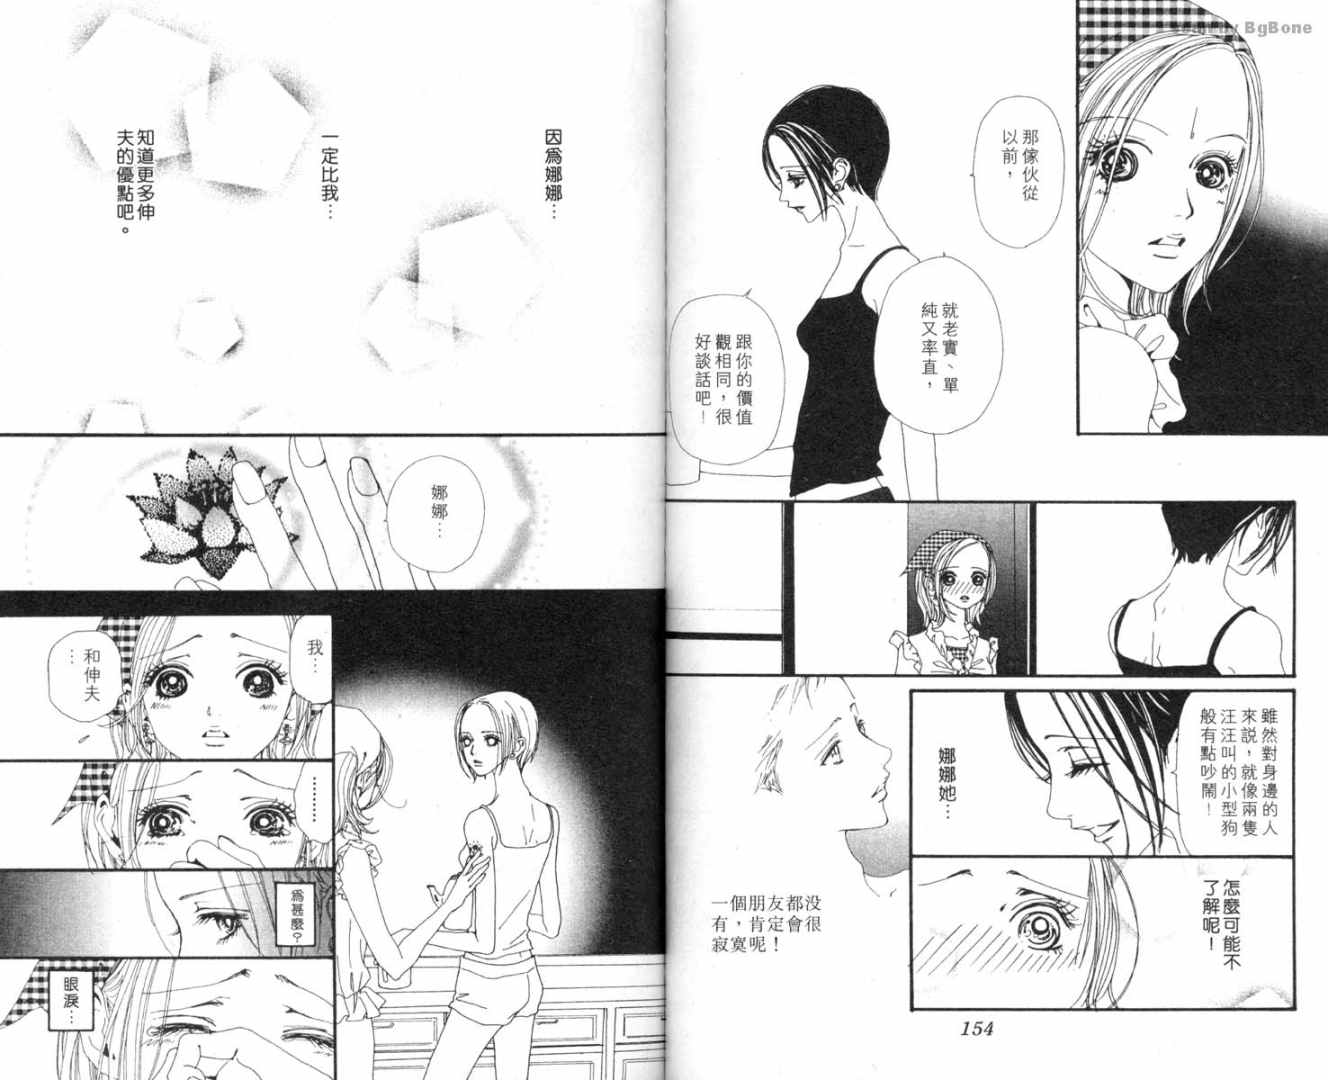 那傢伙從
以前，
就老實、單
純又率直，
跟你的價值
觀相同，很
好談話吧！
雖然對身邊的人
來說，就像兩隻
汪汪叫的小型狗
般有點吵鬧！
娜娜她…
怎麼可能不
了解呢！
一個朋友都没
有，肯定會很
寂寞呢！
154
因為娜娜…
一定比我…
知道更多伸
夫的優點吧。
娜娜…
我…
和伸夫
…
………
為甚麼？
眼淚…
BgBone